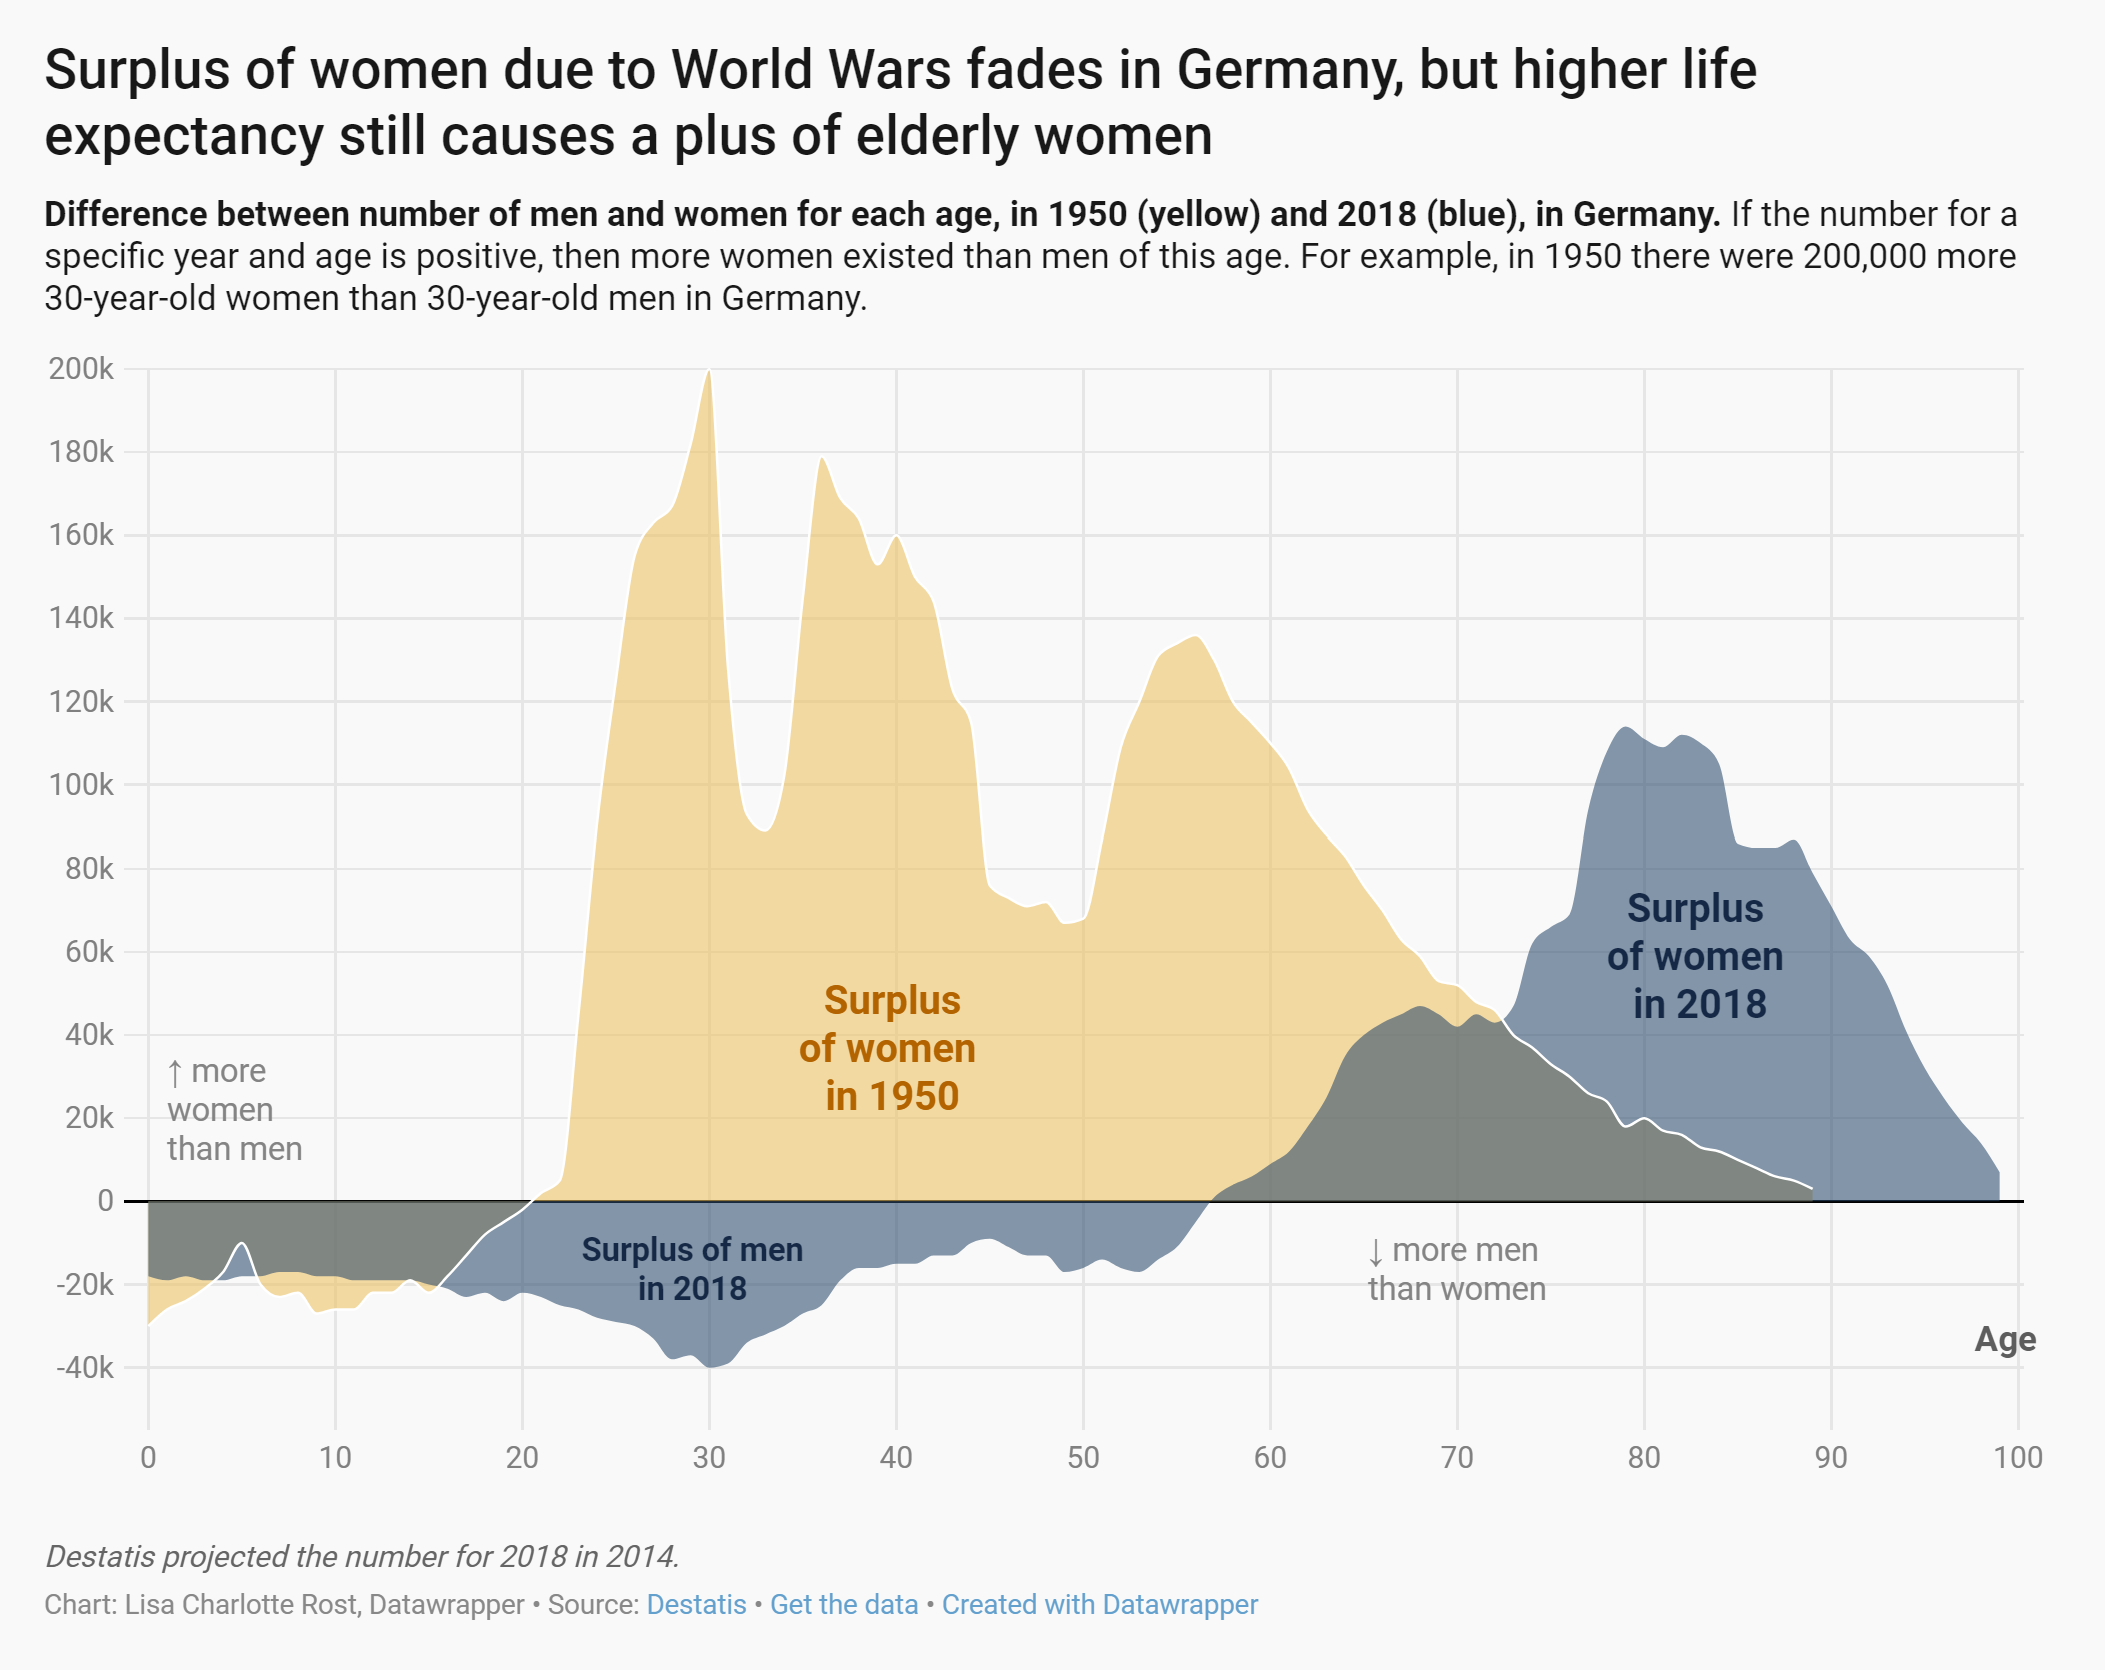 Surplus of women due to World Wars fades in Germany, but higher life
expectancy still causes a plus of elderly women
Difference between number of men and women for each age, in 1950 (yellow) and 2018 (blue), in Germany. If the number for a
specific year and age is positive, then more women existed than men of this age. For example, in 1950 there were 200,000 more
30-year-old women than 30-year-old men in Germany.
200k
180k
160k
140k
120k
100k
80k
60k
40k
20k
0
-20k
-40k
↑ more
women
than men
Surplus
of women
in 1950
Surplus
of women
in 2018
Surplus of men
in 2018
↓ more men
than women
Age
0 10 20 30 40 50 60 70 80 90 100
Destatis projected the number for 2018 in 2014.
Chart: Lisa Charlotte Rost, Datawrapper • Source: Destatis • Get the data • Created with Datawrapper